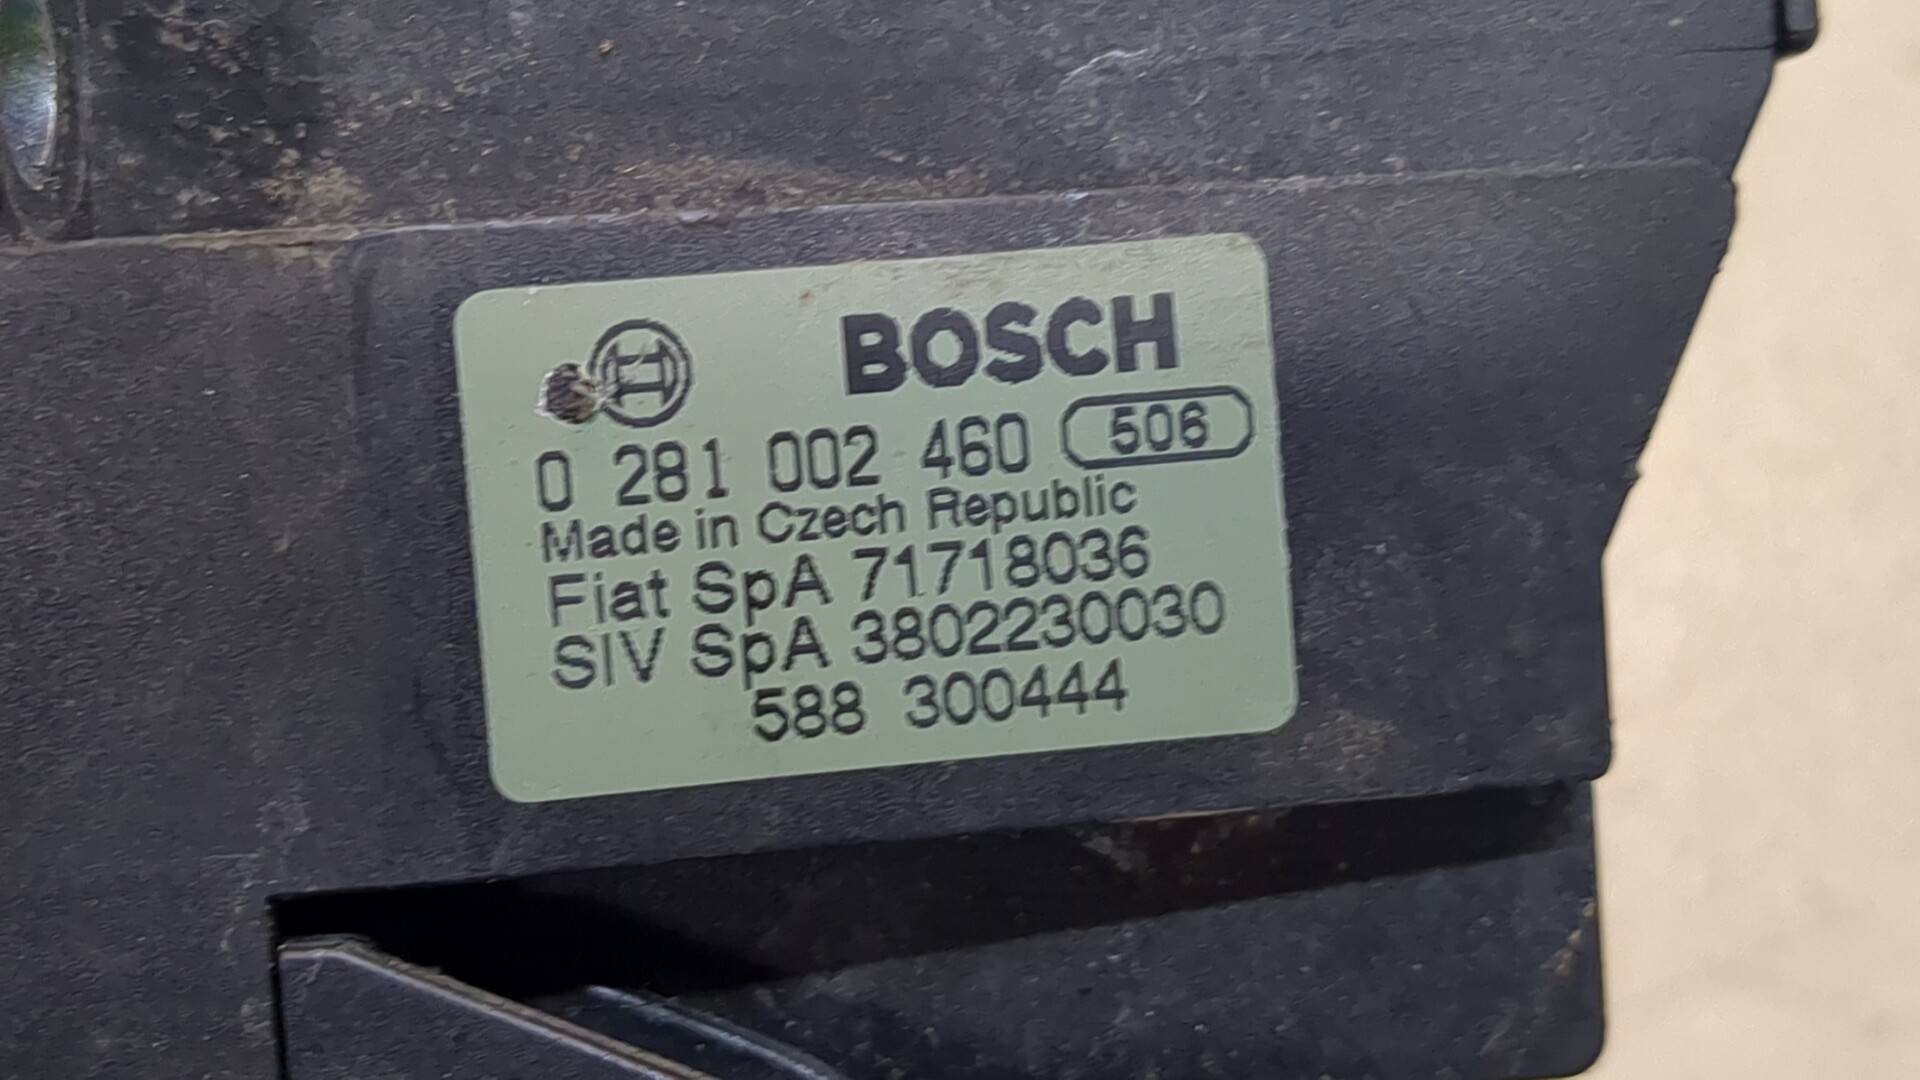 BOSCH
0 281 002 460 506
Made in Czech Republic
Fiat SpA 71718036
SIV SpA 3802230030
588 300444